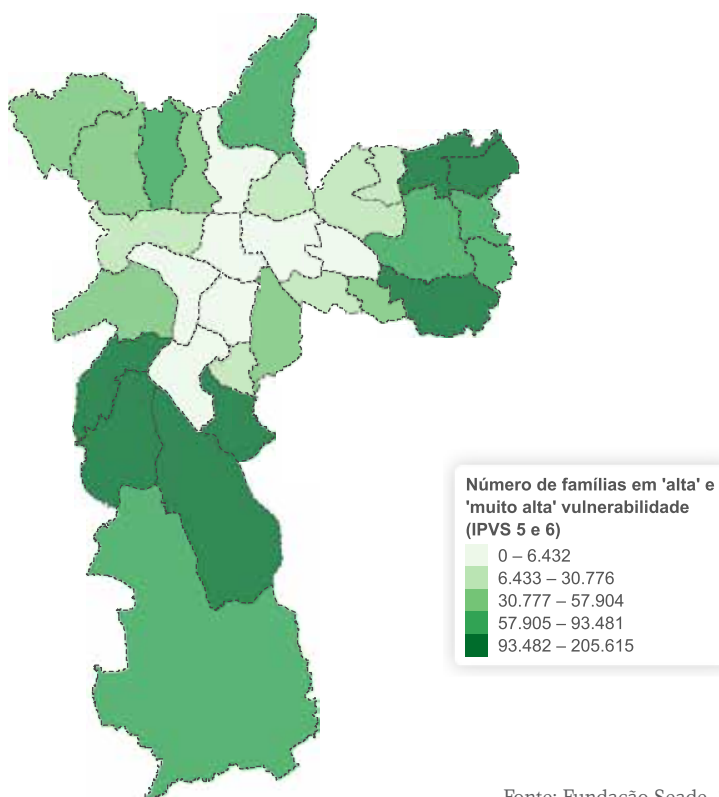 Número de famílias em 'alta' e
'muito alta' vulnerabilidade
(IPVS 5 e 6)
0 – 6.432
6.433 – 30.776
30.777 – 57.904
57.905 – 93.481
93.482 – 205.615
Fonte: Fundação Seade